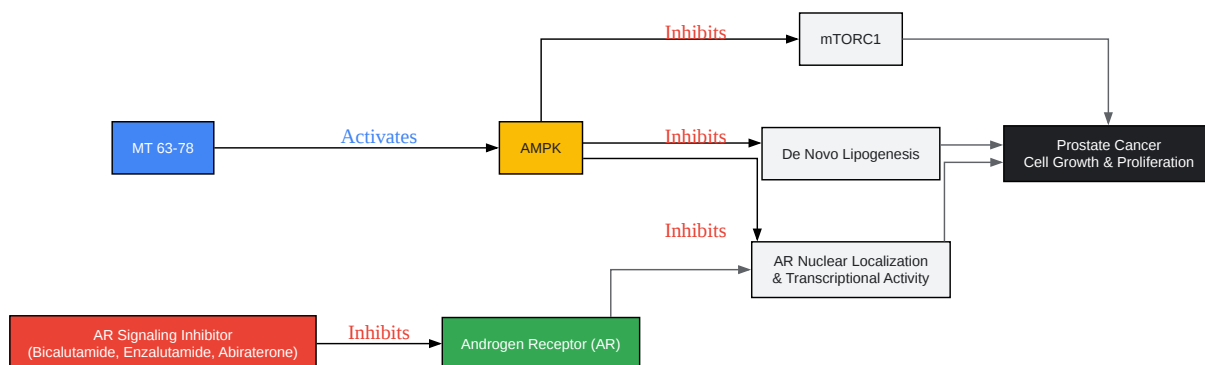 Inhibits
mTORC1
MT 63-78
Activates
AMPK
Inhibits
De Novo Lipogenesis
Prostate Cancer
Cell Growth & Proliferation
Inhibits
AR Nuclear Localization
& Transcriptional Activity
AR Signaling Inhibitor
(Bicalutamide, Enzalutamide, Abiraterone)
Inhibits
Androgen Receptor (AR)